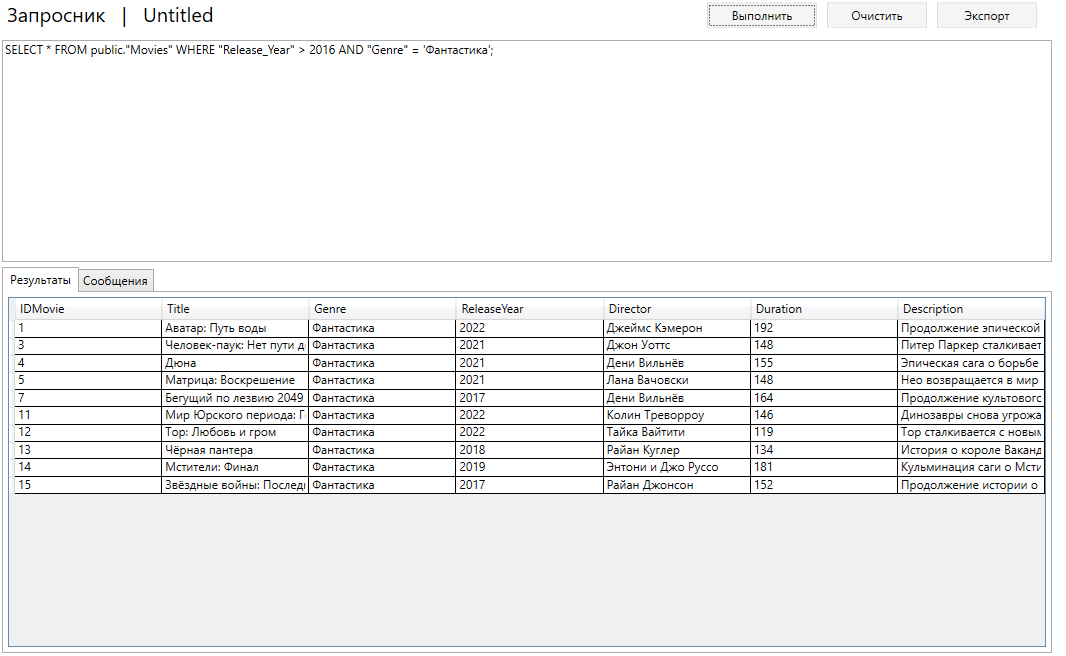 Запросник | Untitled Выполнить Очистить Экспорт
SELECT * FROM public."Movies" WHERE "Release_Year" > 2016 AND "Genre" = 'Фантастика';
Результаты Сообщения
IDMovie Title Genre ReleaseYear Director Duration Description
1 Аватар: Путь воды Фантастика 2022 Джеймс Кэмерон 192 Продолжение эпической
3 Человек-паук: Нет пути д Фантастика 2021 Джон Уоттс 148 Питер Паркер сталкивает
4 Дюна Фантастика 2021 Дени Вильнёв 155 Эпическая сага о борьбе
5 Матрица: Воскрешение Фантастика 2021 Лана Вачовски 148 Нео возвращается в мир
7 Бегущий по лезвию 2049 Фантастика 2017 Дени Вильнёв 164 Продолжение культового
11 Мир Юрского периода: Г Фантастика 2022 Колин Треворроу 146 Динозавры снова угрожа
12 Тор: Любовь и гром Фантастика 2022 Тайка Вайтити 119 Тор сталкивается с новым
13 Чёрная пантера Фантастика 2018 Райан Куглер 134 История о короле Ваканд
14 Мстители: Финал Фантастика 2019 Энтони и Джо Руссо 181 Кульминация саги о Мсти
15 Звёздные войны: Последн Фантастика 2017 Райан Джонсон 152 Продолжение истории о